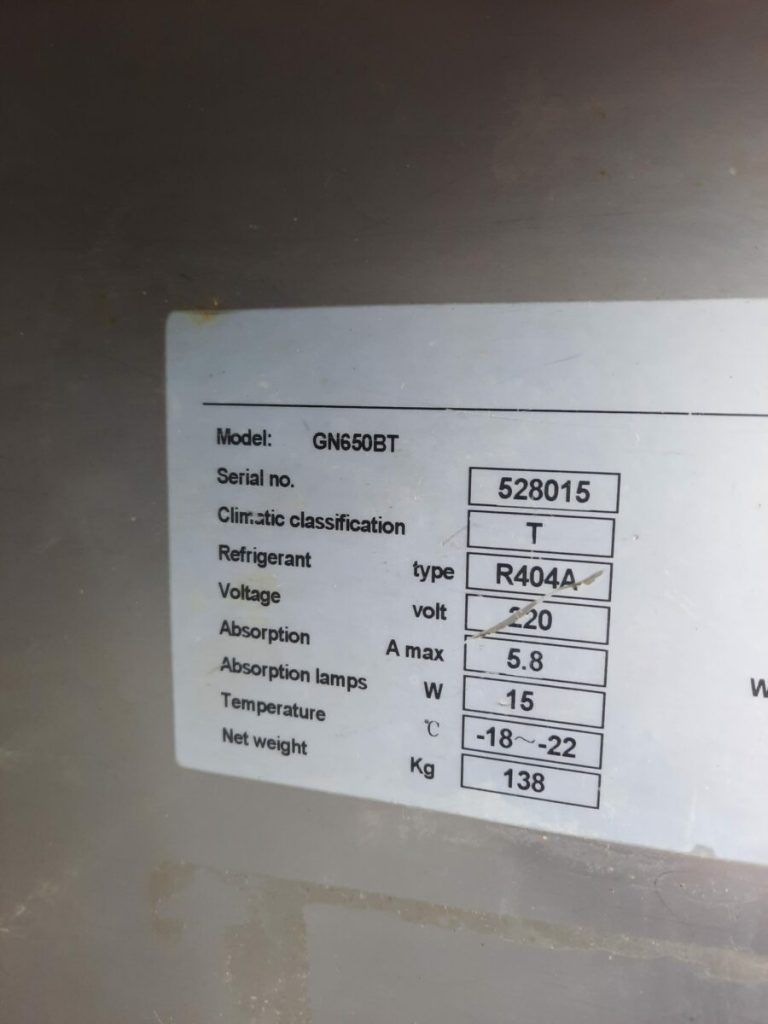 Model: GN650BT
Serial no. 528015
Climatic classification T
Refrigerant type R404A
Voltage volt 220
Absorption A max 5.8
Absorption lamps W 15
Temperature ℃ -18～-22
Net weight Kg 138
W